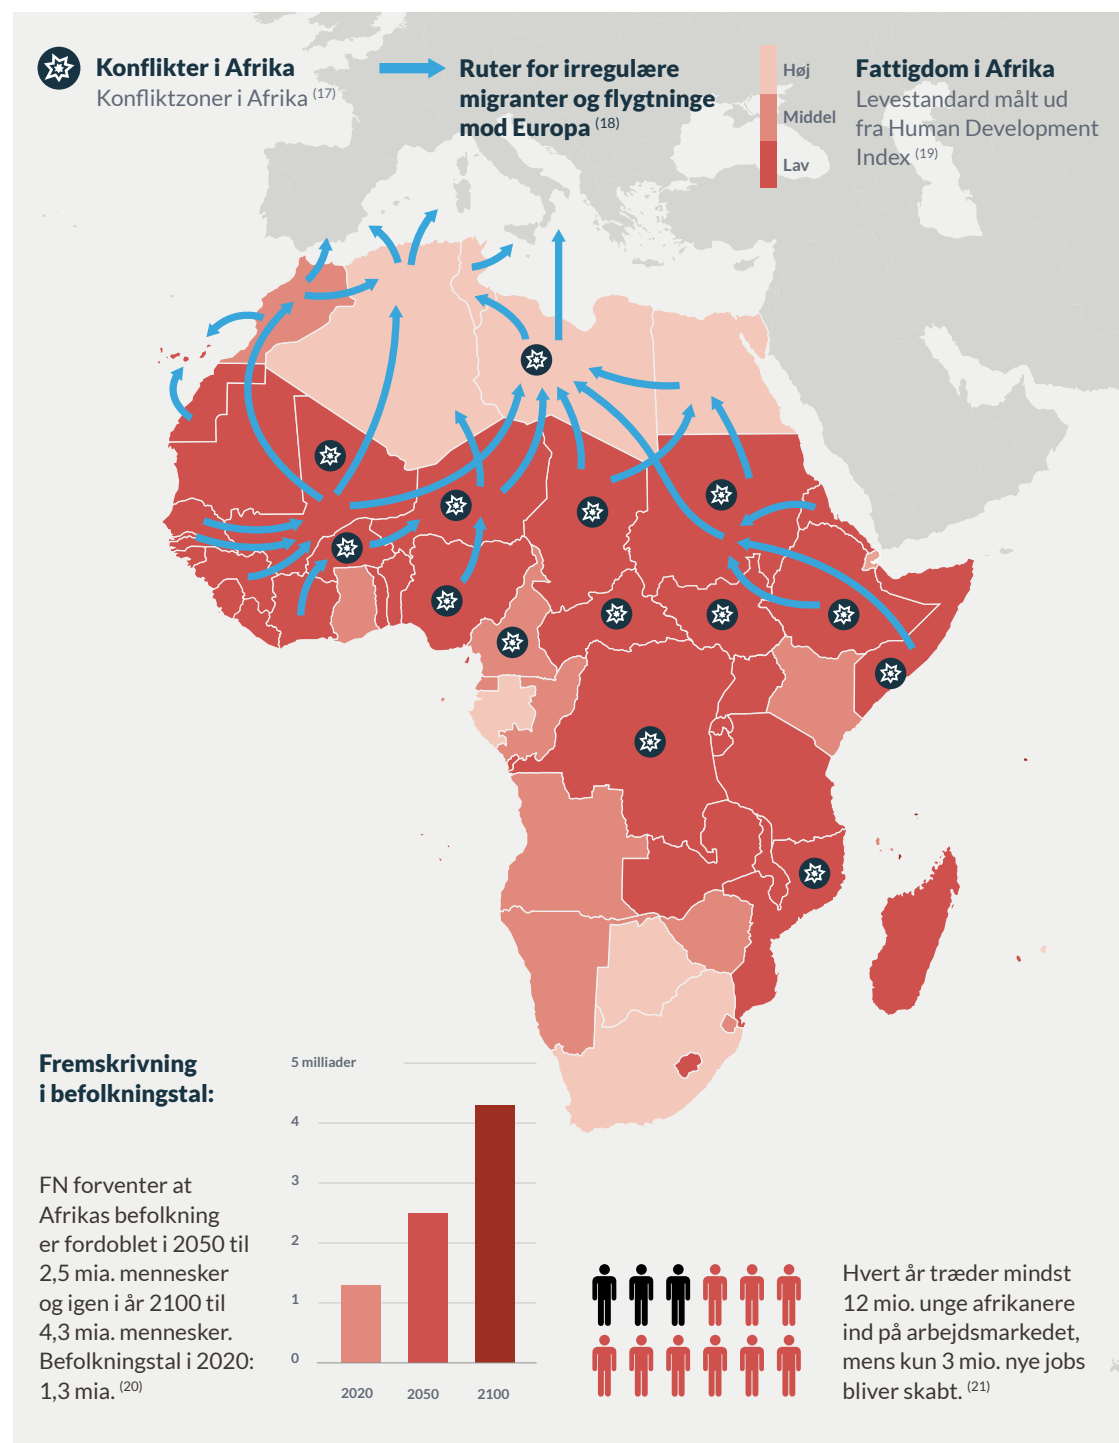 Konflikter i Afrika
Konfliktzoner i Afrika (17)
Ruter for irregulære
migranter og flygtninge
mod Europa (18)
Høj
Middel
Lav
Fattigdom i Afrika
Levestandard målt ud
fra Human Development
Index (19)
Fremskrivning
i befolkningstal:
FN forventer at
Afrikas befolkning
er fordoblet i 2050 til
2,5 mia. mennesker
og igen i år 2100 til
4,3 mia. mennesker.
Befolkningstal i 2020:
1,3 mia. (20)
5 milliader
4
3
2
1
0
2020
2050
2100
Hvert år træder mindst
12 mio. unge afrikanere
ind på arbejdsmarkedet,
mens kun 3 mio. nye jobs
bliver skabt. (21)